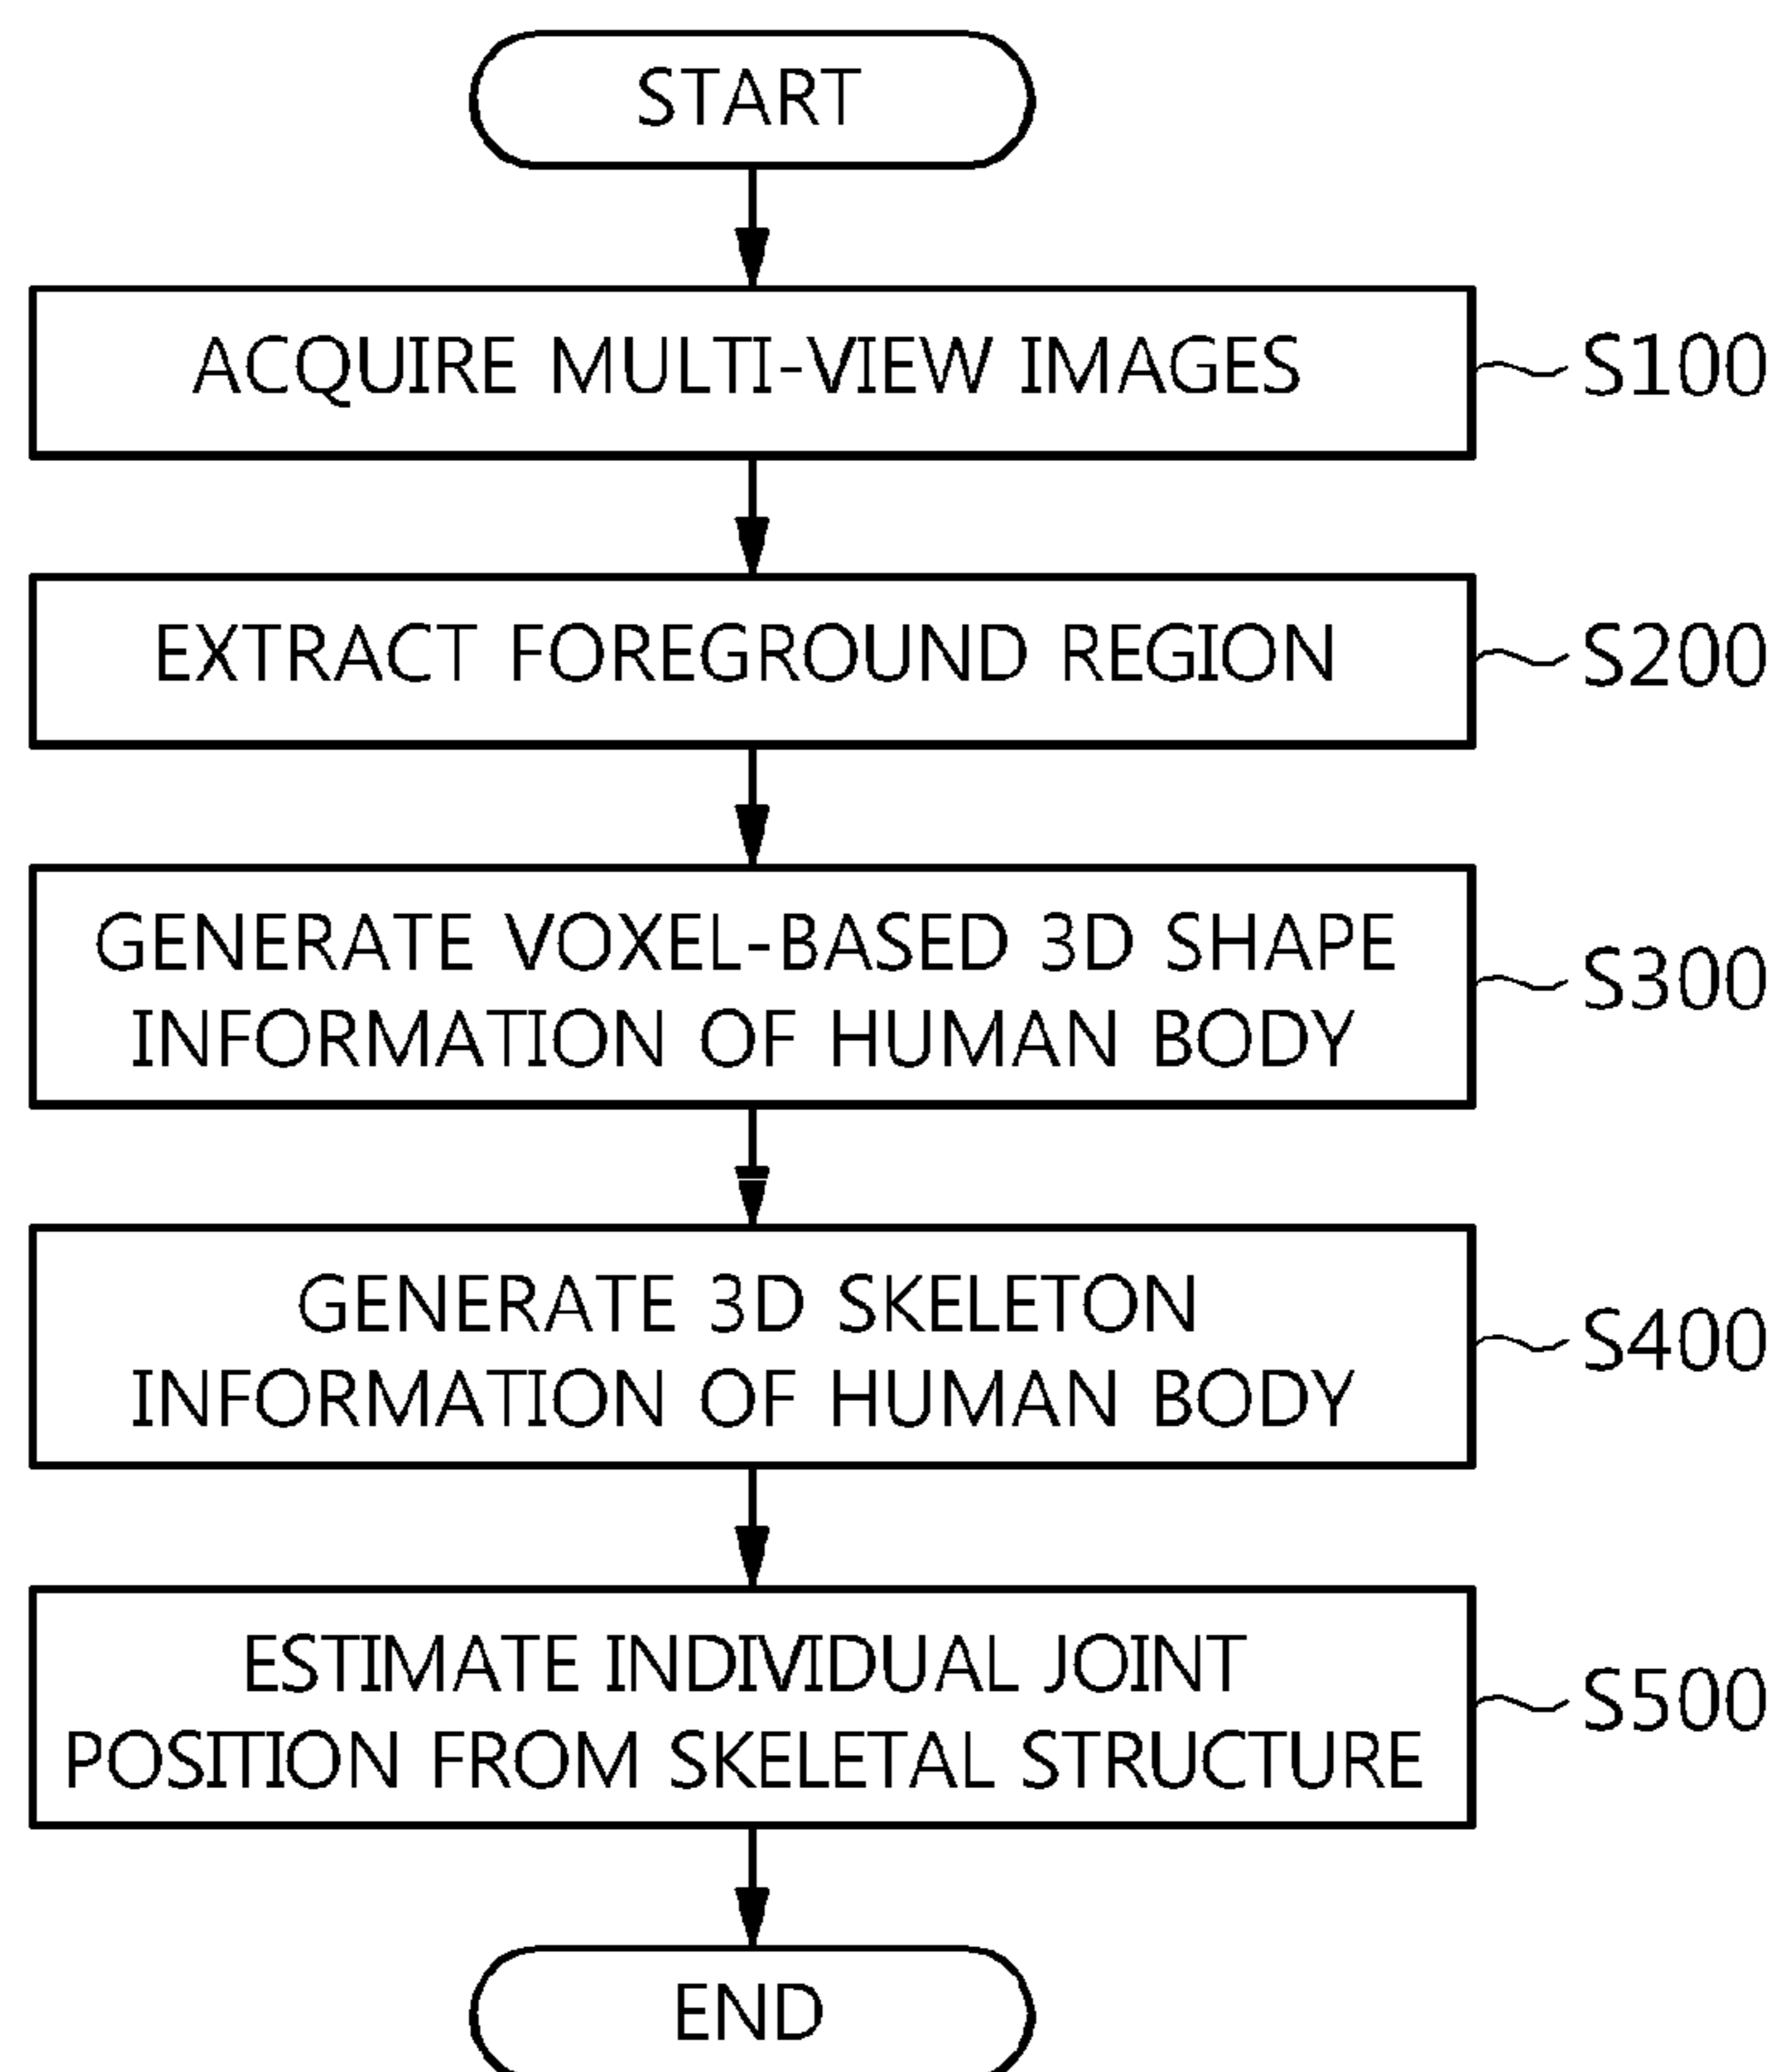 START
ACQUIRE MULTI-VIEW IMAGES
S100
EXTRACT FOREGROUND REGION
S200
GENERATE VOXEL-BASED 3D SHAPE
INFORMATION OF HUMAN BODY
S300
GENERATE 3D SKELETON
INFORMATION OF HUMAN BODY
S400
ESTIMATE INDIVIDUAL JOINT
POSITION FROM SKELETAL STRUCTURE
S500
END